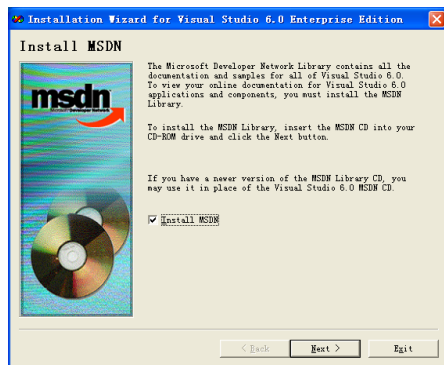 Installation Wizard for Visual Studio 6.0 Enterprise Edition
Install MSDN
The Microsoft Developer Network Library contains all the
documentation and samples for all of Visual Studio 6.0.
To view your online documentation for Visual Studio 6.0
applications and components, you must install the MSDN
Library.
msdn
Microsoft Developer Network
To install the MSDN Library, insert the MSDN CD into your
CD-ROM drive and click the Next button.
If you have a newer version of the MSDN Library CD, you
may use it in place of the Visual Studio 6.0 MSDN CD.
Install MSDN
< Back
Next >
Exit